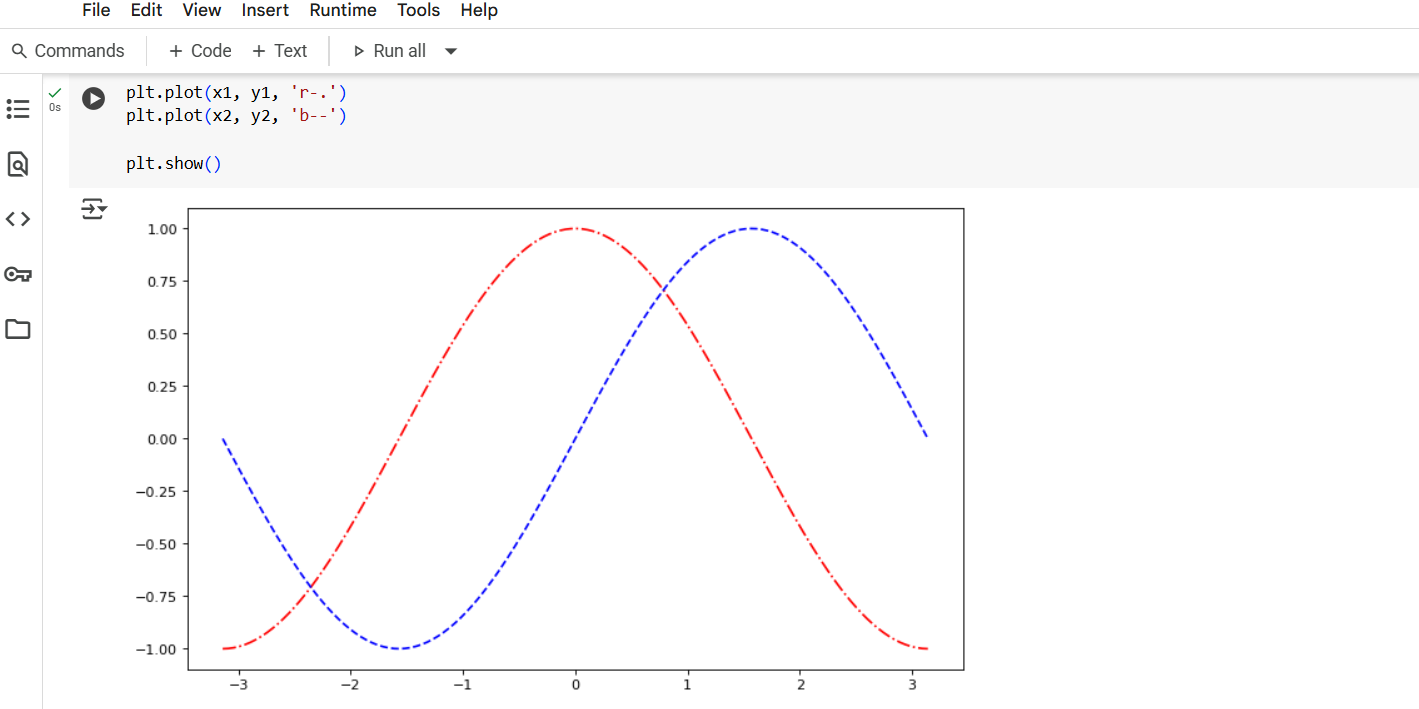 File Edit View Insert Runtime Tools Help
Commands + Code + Text Run all
0s
plt.plot(x1, y1, 'r-.')
plt.plot(x2, y2, 'b--')
plt.show()
1.00
0.75
0.50
0.25
0.00
−0.25
−0.50
−0.75
−1.00
−3 −2 −1 0 1 2 3